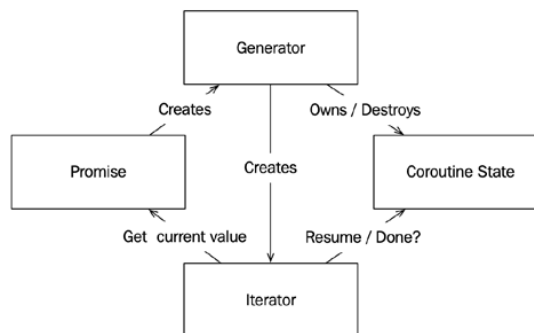 Generator
Creates
Owns / Destroys
Promise
Creates
Coroutine State
Get current value
Resume / Done?
Iterator